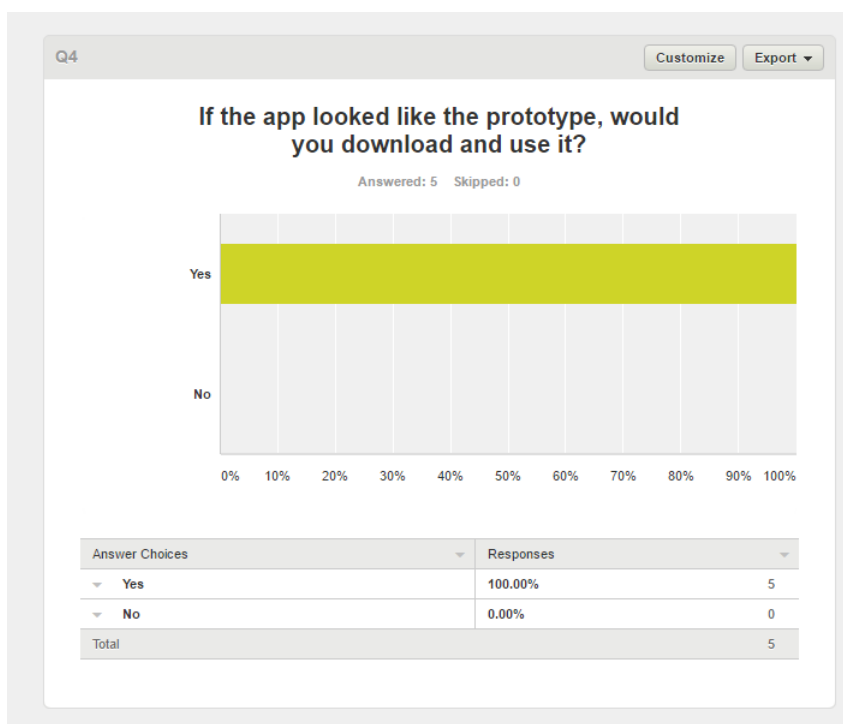 Q4
Customize
Export
If the app looked like the prototype, would
you download and use it?
Answered: 5 Skipped: 0
Yes
No
0% 10% 20% 30% 40% 50% 60% 70% 80% 90% 100%
Answer Choices Responses
Yes 100.00% 5
No 0.00% 0
Total 5